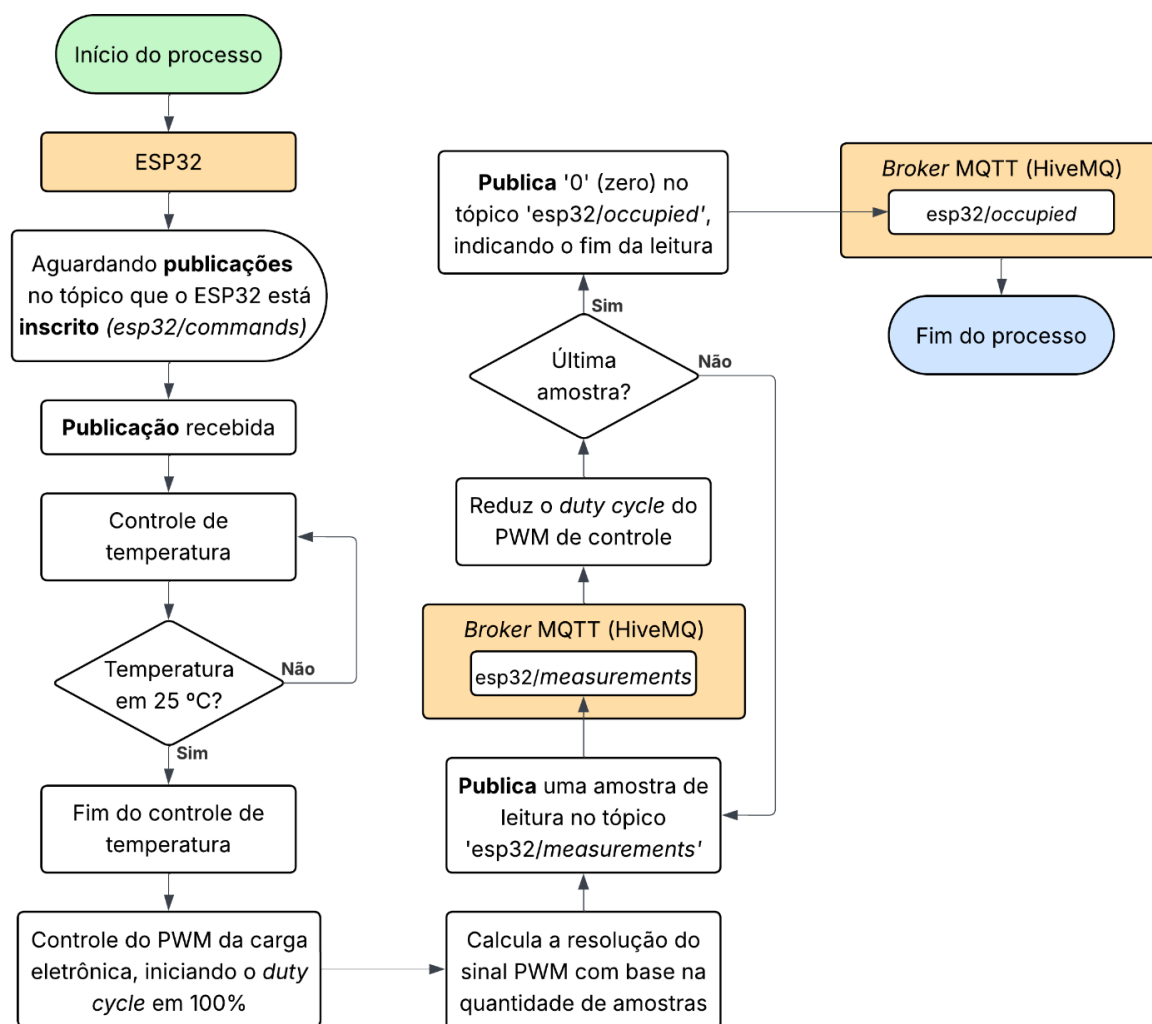 Início do processo
ESP32
Aguardando publicações
no tópico que o ESP32 está
inscrito (esp32/commands)
Publicação recebida
Controle de
temperatura
Temperatura
em 25 ºC?
Não
Sim
Fim do controle de
temperatura
Controle do PWM da carga
eletrônica, iniciando o duty
cycle em 100%
Calcula a resolução do
sinal PWM com base na
quantidade de amostras
Publica uma amostra de
leitura no tópico
'esp32/measurements'
Broker MQTT (HiveMQ)
esp32/measurements
Reduz o duty cycle do
PWM de controle
Última
amostra?
Não
Sim
Publica '0' (zero) no
tópico 'esp32/occupied',
indicando o fim da leitura
Broker MQTT (HiveMQ)
esp32/occupied
Fim do processo